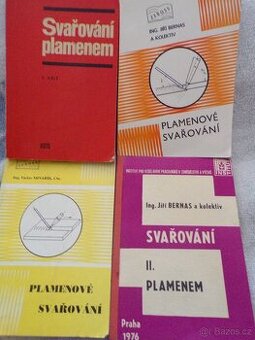 Svařování
plamenem
ING. JIŘÍ BERNAS
A KOLEKTIV
PLAMENOVÉ
SVAŘOVÁNÍ
PLAMENOVÉ
SVAŘOVÁNÍ
Ing. Jiří BERNAS a kolektiv
SVAŘOVÁNÍ
II.
PLAMENEM
Praha
1976
bazos.cz